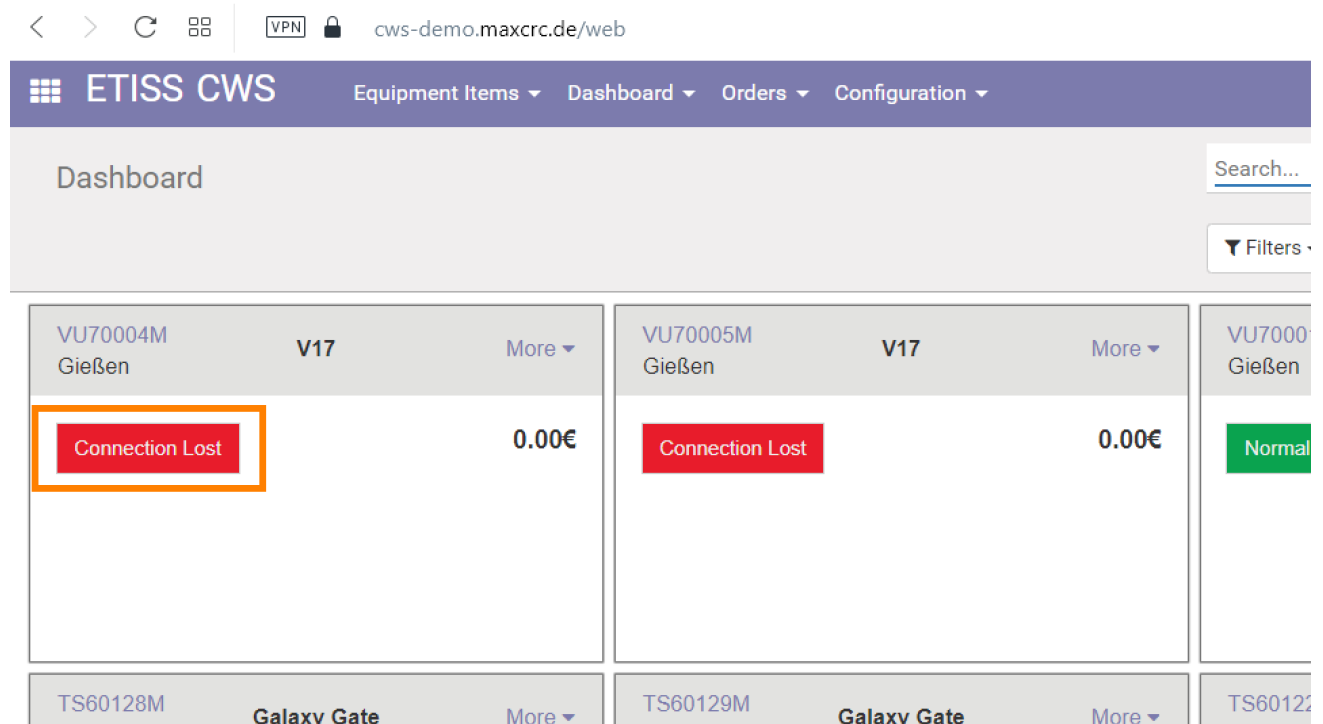 VPN cws-demo.maxcrc.de/web
ETISS CWS Equipment Items Dashboard Orders Configuration
Dashboard
Search...
Filters
VU70004M V17 More
Gießen
Connection Lost 0.00€
VU70005M V17 More
Gießen
Connection Lost 0.00€
Gießen
Normal
TS60128M
Galaxy Gate More
TS60129M
Galaxy Gate More